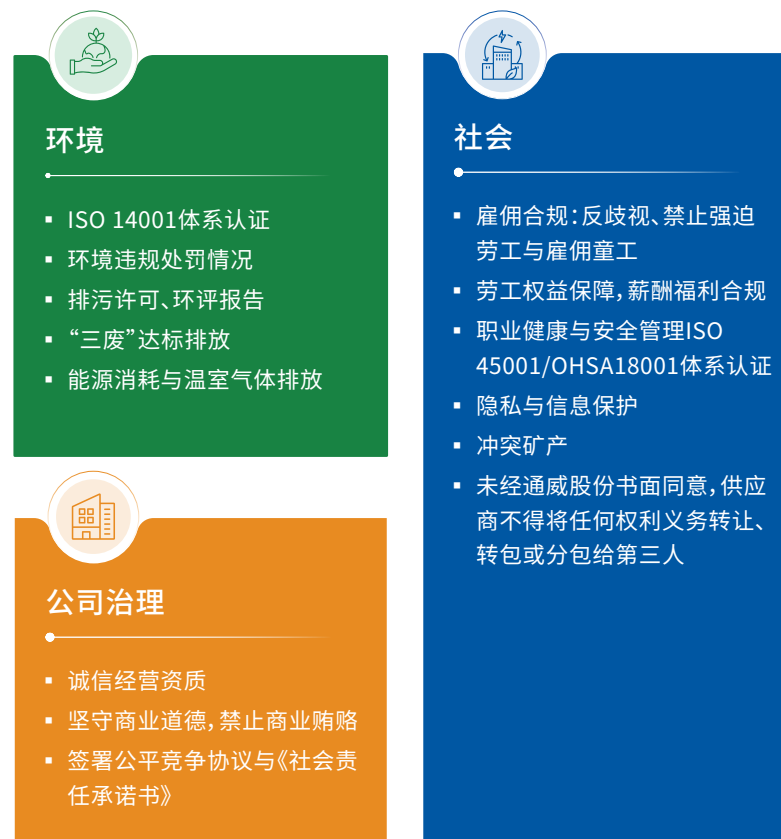 环境
▪ ISO 14001体系认证
▪ 环境违规处罚情况
▪ 排污许可、环评报告
▪ “三废”达标排放
▪ 能源消耗与温室气体排放
公司治理
▪ 诚信经营资质
▪ 坚守商业道德，禁止商业贿赂
▪ 签署公平竞争协议与《社会责
任承诺书》
社会
▪ 雇佣合规：反歧视、禁止强迫
劳工与雇佣童工
▪ 劳工权益保障，薪酬福利合规
▪ 职业健康与安全管理ISO
45001/OHSA18001体系认证
▪ 隐私与信息保护
▪ 冲突矿产
▪ 未经通威股份书面同意，供应
商不得将任何权利义务转让、
转包或分包给第三人